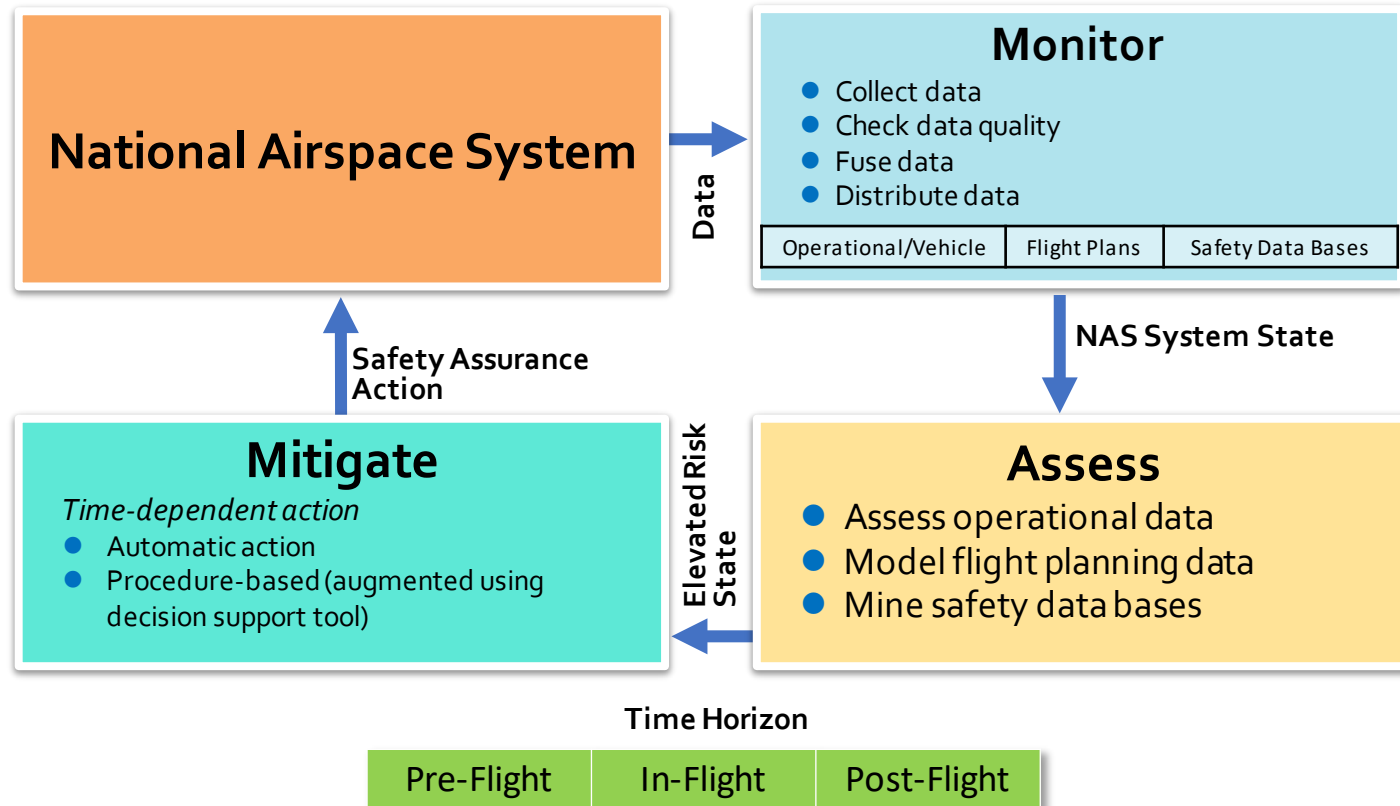 National Airspace System
Data
Monitor
Collect data
Check data quality
Fuse data
Distribute data
Operational/Vehicle
Flight Plans
Safety Data Bases
NAS System State
Safety Assurance
Action
Mitigate
Time-dependent action
Automatic action
Procedure-based (augmented using
decision support tool)
Elevated Risk
State
Assess
Assess operational data
Model flight planning data
Mine safety data bases
Time Horizon
Pre-Flight
In-Flight
Post-Flight